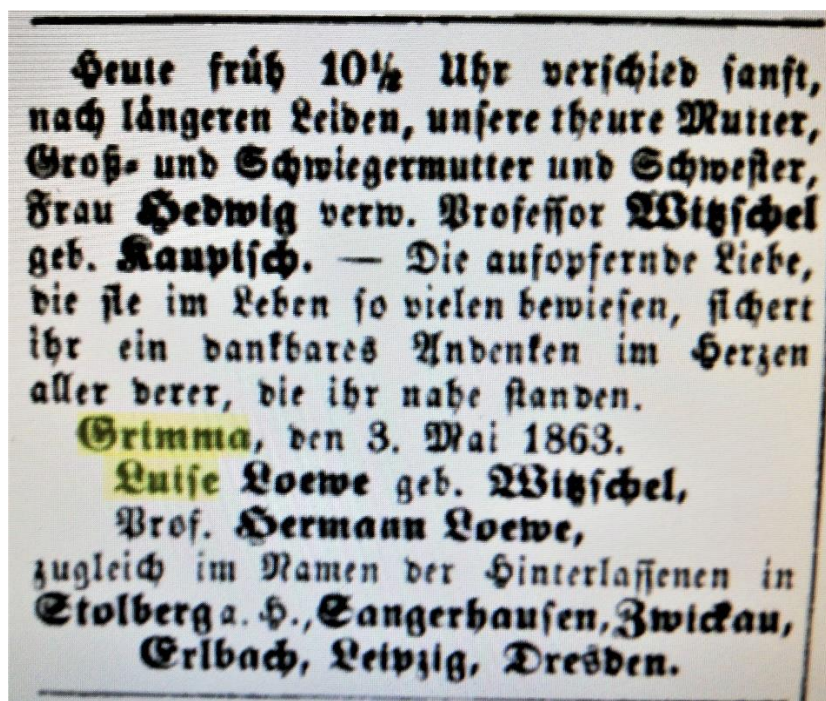 Heute früh 10½ Uhr verschied sanft,
nach längeren Leiden, unsere theure Mutter,
Groß- und Schwiegermutter und Schwester,
Frau Hedwig verw. Professor Witzschel
geb. Kauptisch. — Die aufopfernde Liebe,
die sie im Leben so vielen bewiesen, sichert
ihr ein dankbares Andenken im Herzen
aller derer, die ihr nahe standen.
Grimma, den 3. Mai 1863.
Luise Loewe geb. Witzschel,
Prof. Hermann Loewe,
zugleich im Namen der Hinterlassenen in
Stolberg a. H., Sangerhausen, Zwickau,
Erlbach, Leipzig, Dresden.